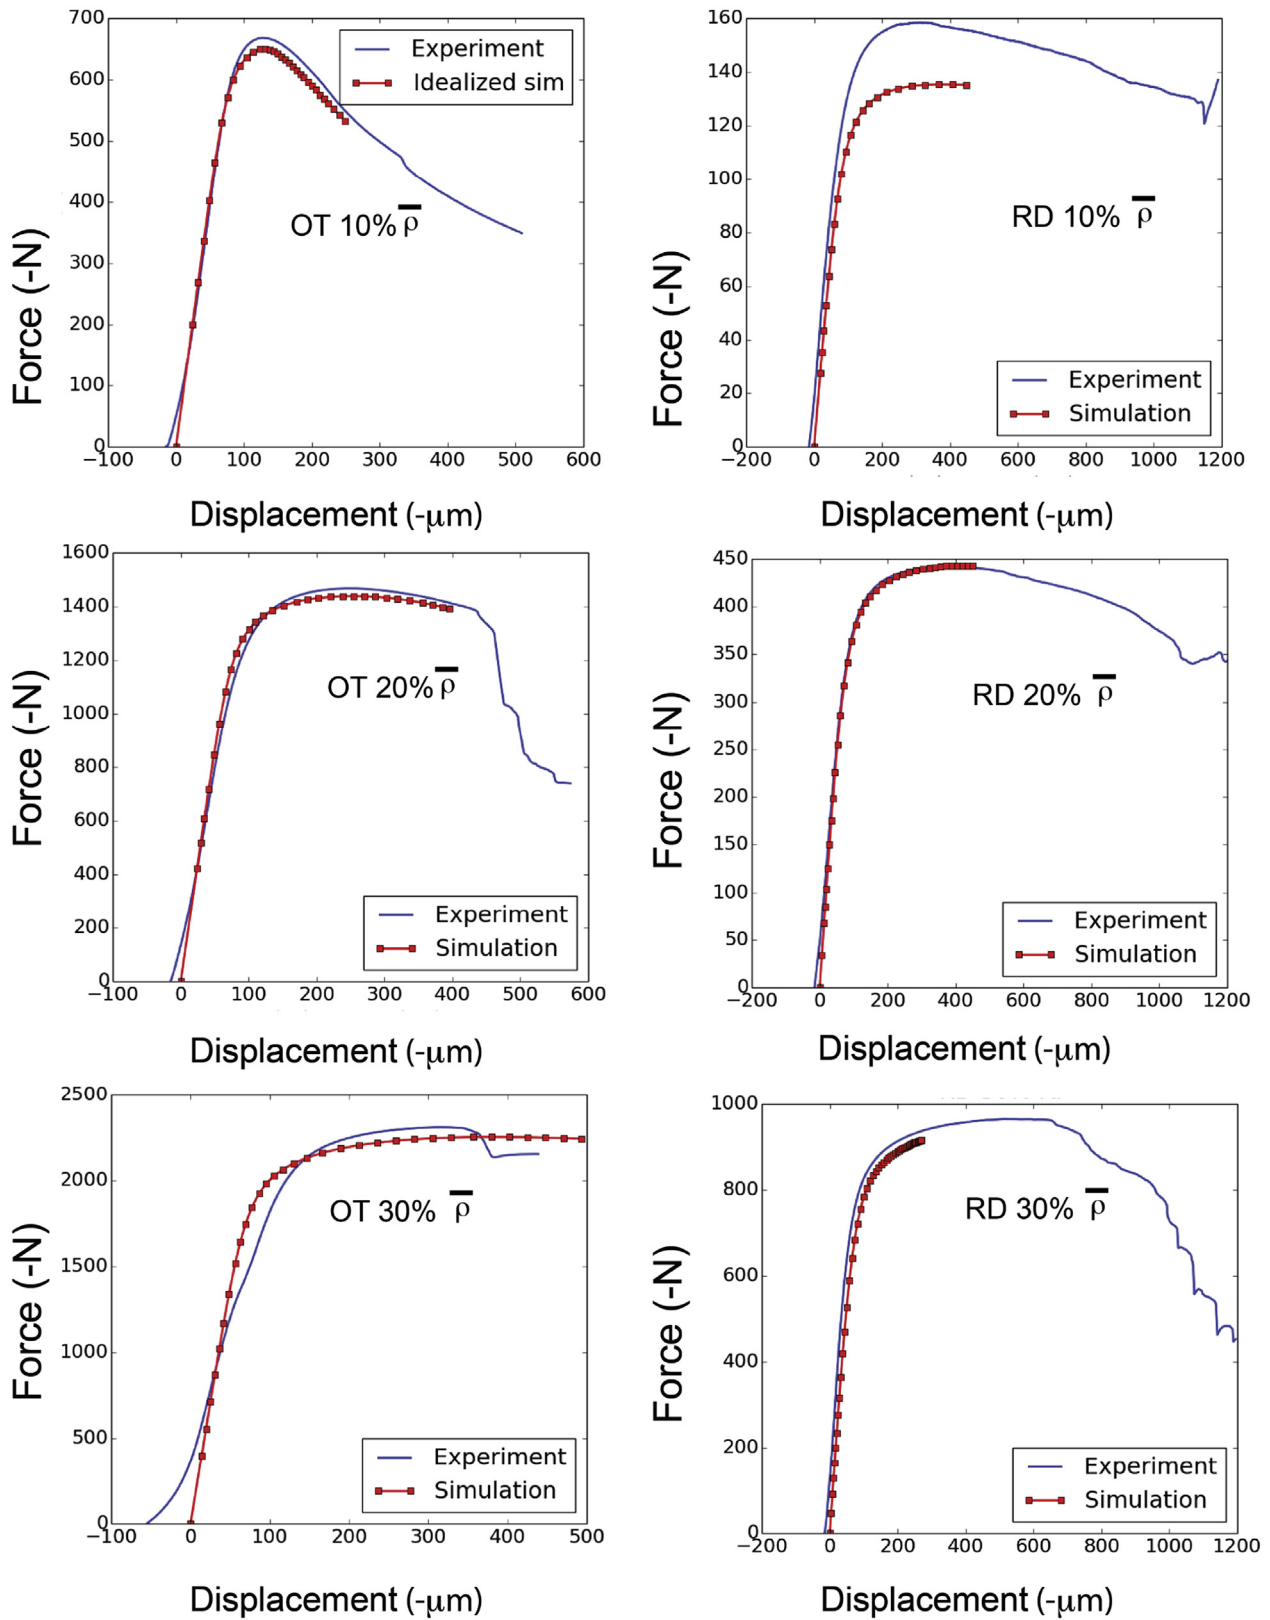 700
600
500
400
300
200
100
0
−100 0 100 200 300 400 500 600
Force (-N)
Displacement (-μm)
Experiment
Idealized sim
OT 10% ρ̅
160
140
120
100
80
60
40
20
0
−200 0 200 400 600 800 1000 1200
Force (-N)
Displacement (-μm)
RD 10% ρ̅
Experiment
Simulation
1600
1400
1200
1000
800
600
400
200
0
−100 0 100 200 300 400 500 600
Force (-N)
Displacement (-μm)
OT 20% ρ̅
Experiment
Simulation
450
400
350
300
250
200
150
100
50
0
−200 0 200 400 600 800 1000 1200
Force (-N)
Displacement (-μm)
RD 20% ρ̅
Experiment
Simulation
2500
2000
1500
1000
500
0
−100 0 100 200 300 400 500
Force (-N)
Displacement (-μm)
OT 30% ρ̅
Experiment
Simulation
1000
800
600
400
200
0
−200 0 200 400 600 800 1000 1200
Force (-N)
Displacement (-μm)
RD 30% ρ̅
Experiment
Simulation